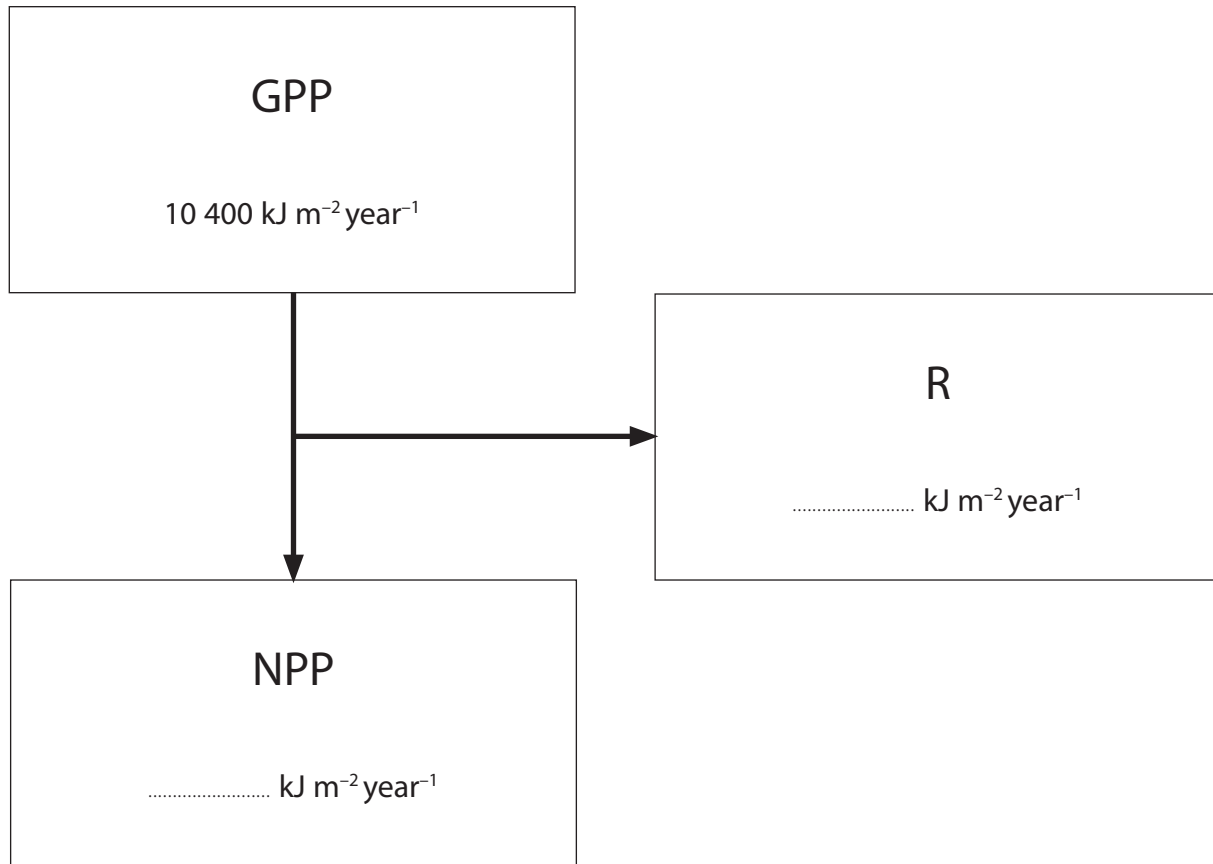 GPP
10 400 kJ m⁻² year⁻¹
R
......................... kJ m⁻² year⁻¹
NPP
......................... kJ m⁻² year⁻¹